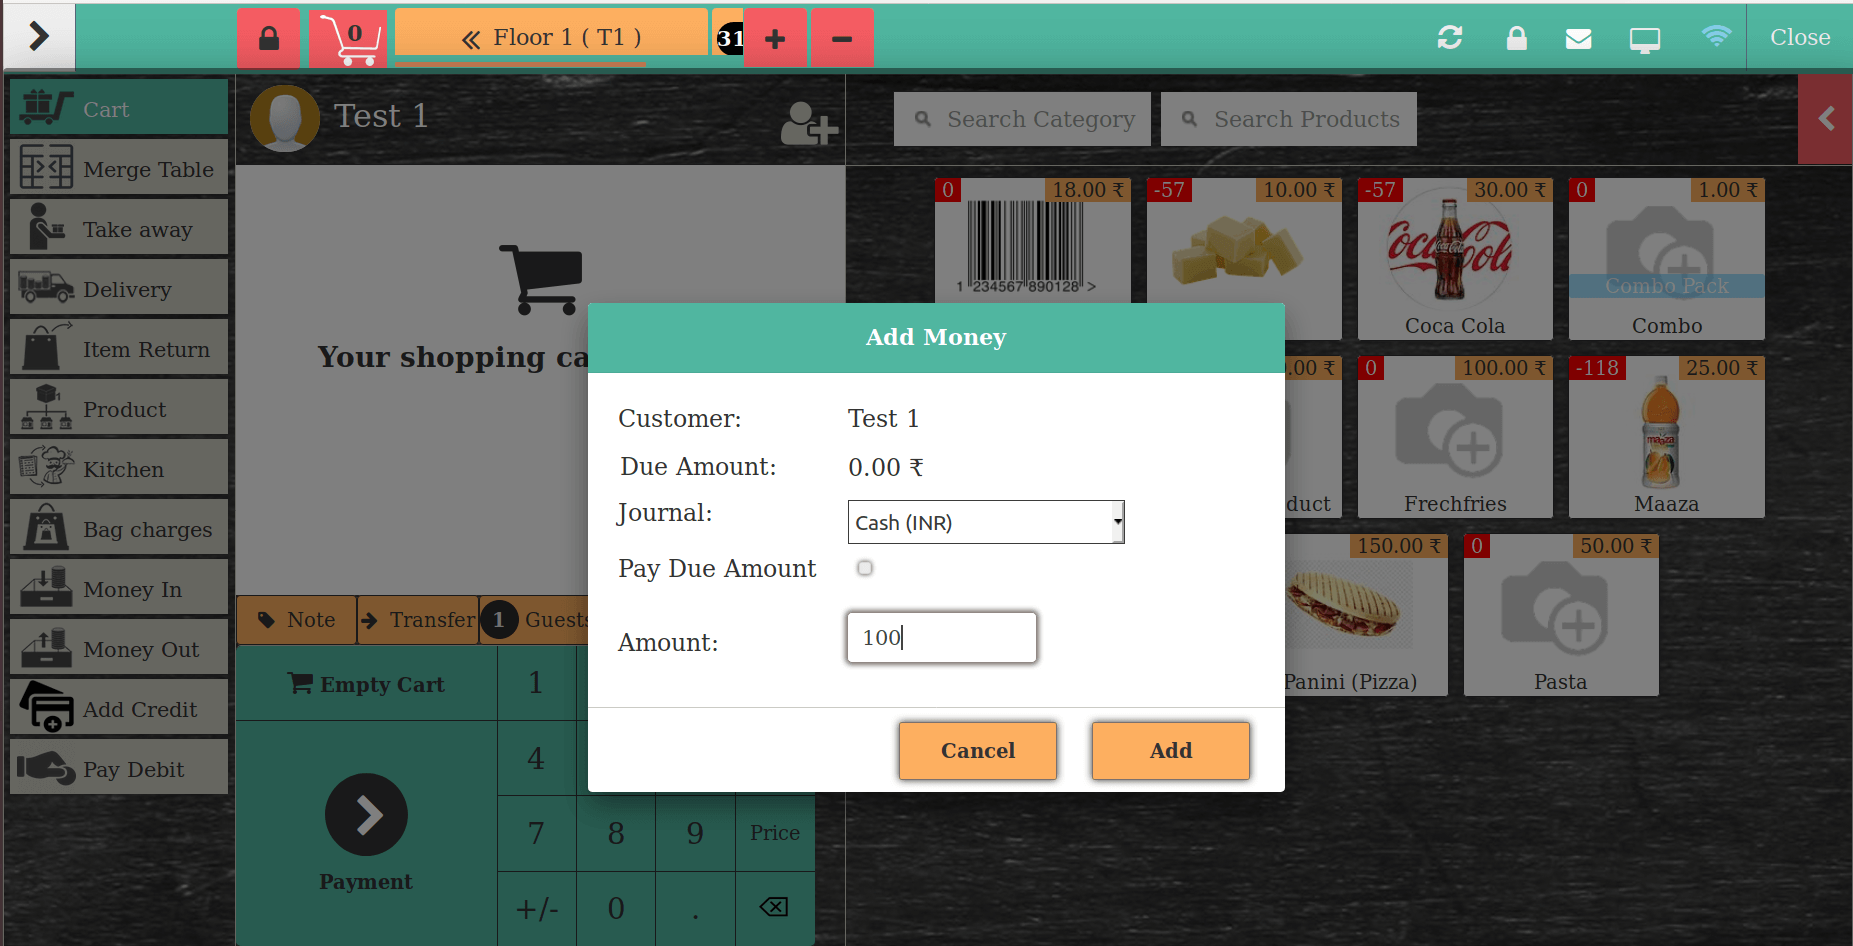 0
Floor 1 ( T1 )
31
Close
Cart
Merge Table
Take away
Delivery
Item Return
Product
Kitchen
Bag charges
Money In
Money Out
Add Credit
Pay Debit
Test 1
Search Category
Search Products
Your shopping ca
Note
Transfer
1
Guests
Empty Cart
Payment
1
4
7
8
9
Price
+/-
0
.
0
18.00 ₹
1 234567 890128 >
-57
10.00 ₹
-57
30.00 ₹
Coca-Cola
Coca Cola
0
1.00 ₹
Combo Pack
Combo
.00 ₹
duct
0
100.00 ₹
Frechfries
-118
25.00 ₹
maaza
Maaza
150.00 ₹
Panini (Pizza)
0
50.00 ₹
Pasta
Add Money
Customer: Test 1
Due Amount: 0.00 ₹
Journal: Cash (INR)
Pay Due Amount
Amount: 100
Cancel
Add